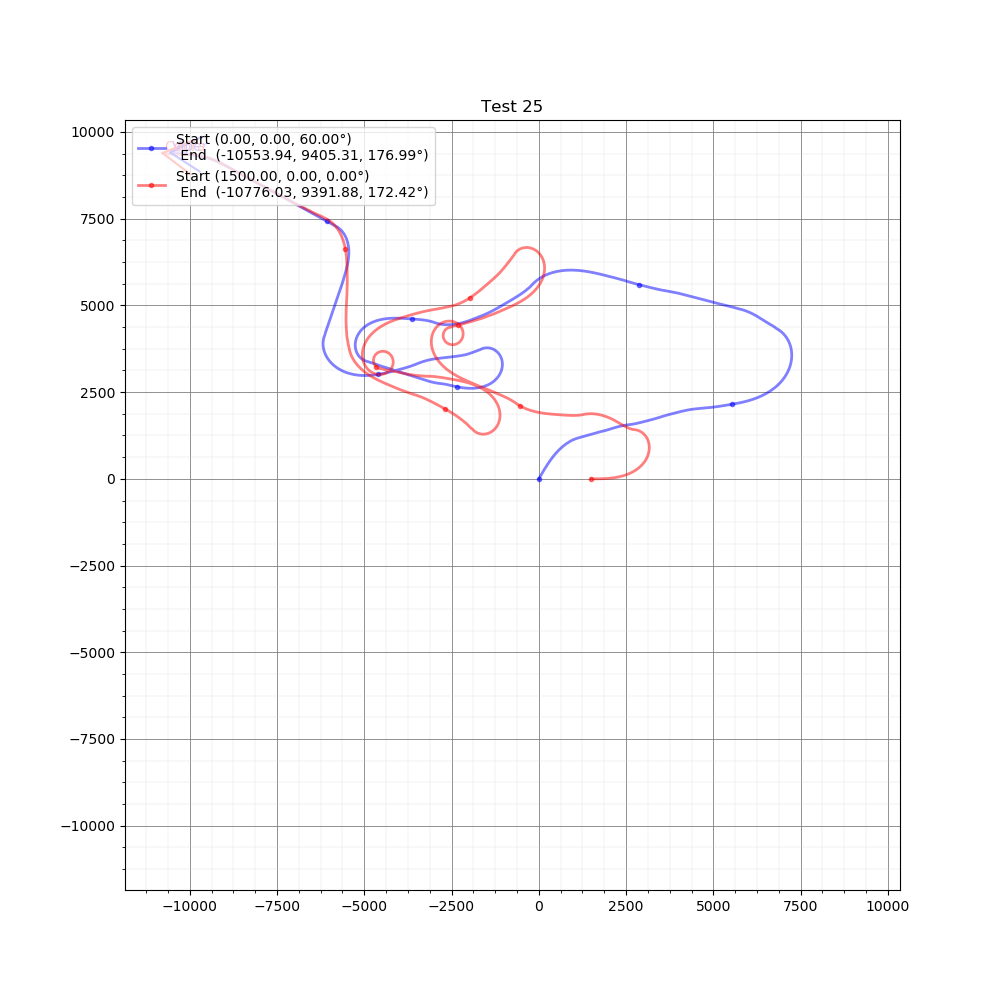 Test 25
Start (0.00, 0.00, 60.00°)
End (-10553.94, 9405.31, 176.99°)
Start (1500.00, 0.00, 0.00°)
End (-10776.03, 9391.88, 172.42°)
10000
7500
5000
2500
0
−2500
−5000
−7500
−10000
−10000 −7500 −5000 −2500 0 2500 5000 7500 10000